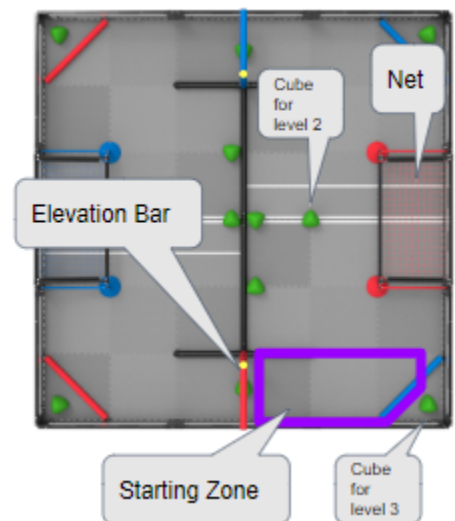 Cube
for
level 2
Net
Elevation Bar
Starting Zone
Cube
for
level 3